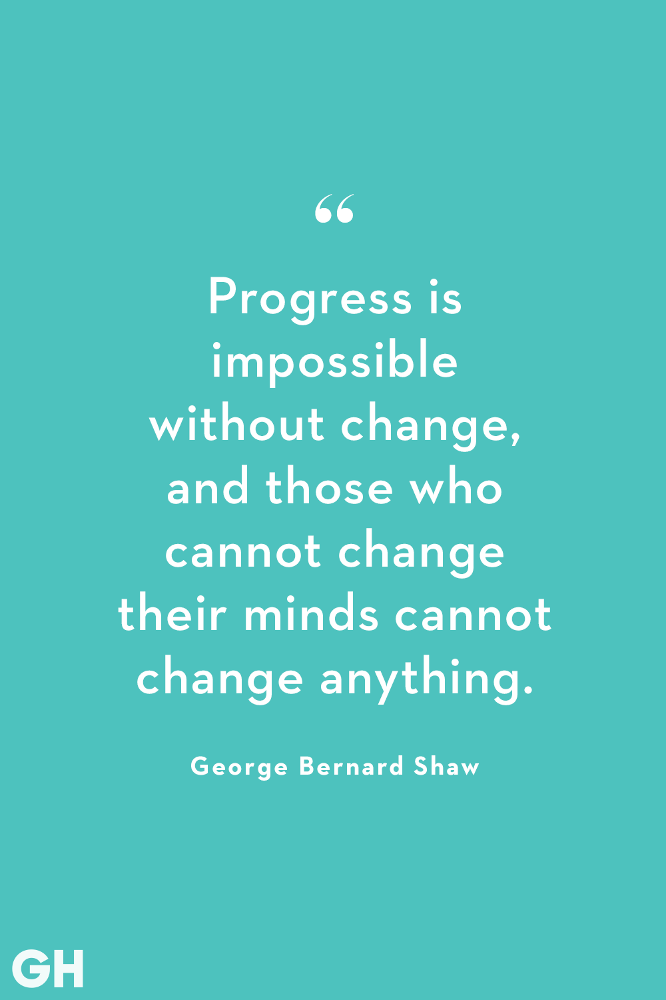 “
Progress is
impossible
without change,
and those who
cannot change
their minds cannot
change anything.
George Bernard Shaw
GH